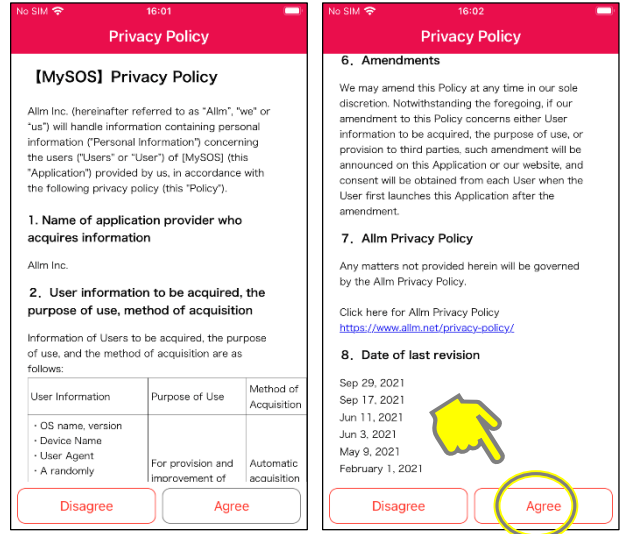 No SIM 16:01
Privacy Policy
【MySOS】Privacy Policy
Allm Inc. (hereinafter referred to as "Allm", "we" or
"us") will handle information containing personal
information ("Personal Information") concerning
the users ("Users" or "User") of [MySOS] (this
"Application") provided by us, in accordance with
the following privacy policy (this "Policy").
1. Name of application provider who
acquires information
Allm Inc.
2．User information to be acquired, the
purpose of use, method of acquisition
Information of Users to be acquired, the purpose
of use, and the method of acquisition are as
follows:
User Information
Purpose of Use
Method of
Acquisition
・OS name, version
・Device Name
・User Agent
・A randomly
For provision and
improvement of
Automatic
acquisition
Disagree
Agree
No SIM 16:02
Privacy Policy
6．Amendments
We may amend this Policy at any time in our sole
discretion. Notwithstanding the foregoing, if our
amendment to this Policy concerns either User
information to be acquired, the purpose of use, or
provision to third parties, such amendment will be
announced on this Application or our website, and
consent will be obtained from each User when the
User first launches this Application after the
amendment.
7．Allm Privacy Policy
Any matters not provided herein will be governed
by the Allm Privacy Policy.
Click here for Allm Privacy Policy
https://www.allm.net/privacy-policy/
8．Date of last revision
Sep 29, 2021
Sep 17, 2021
Jun 11, 2021
Jun 3, 2021
May 9, 2021
February 1, 2021
Disagree
Agree